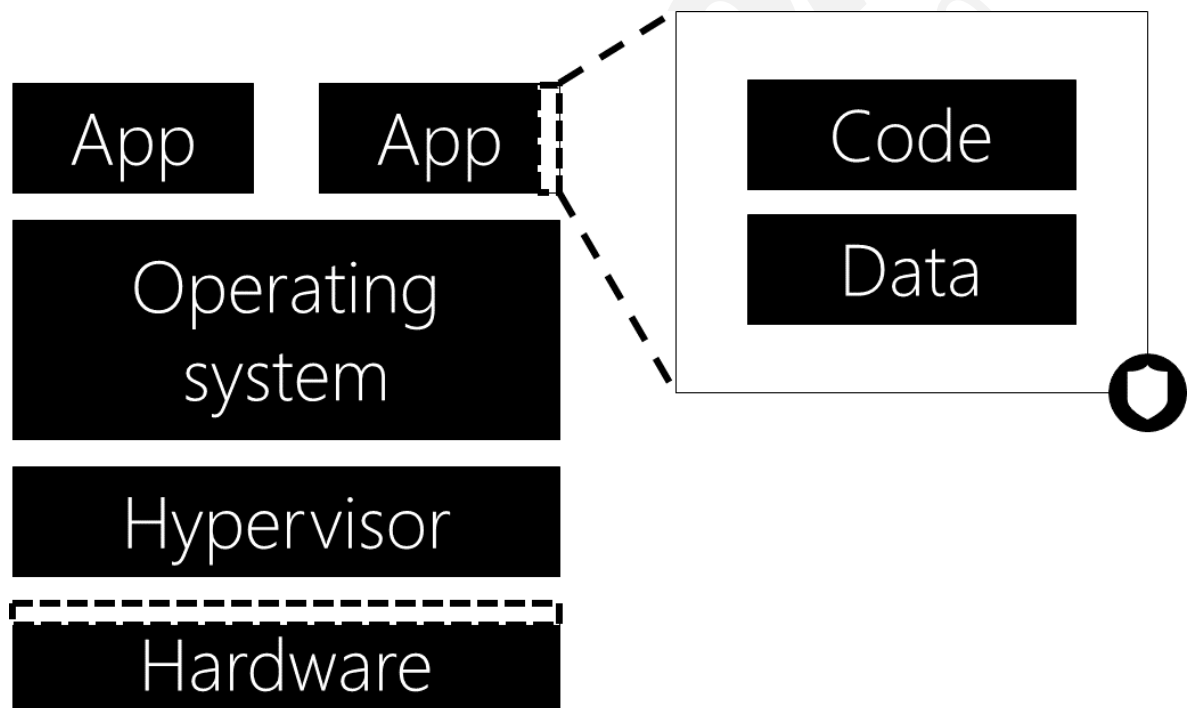 App
App
Code
Data
Operating
system
Hypervisor
Hardware